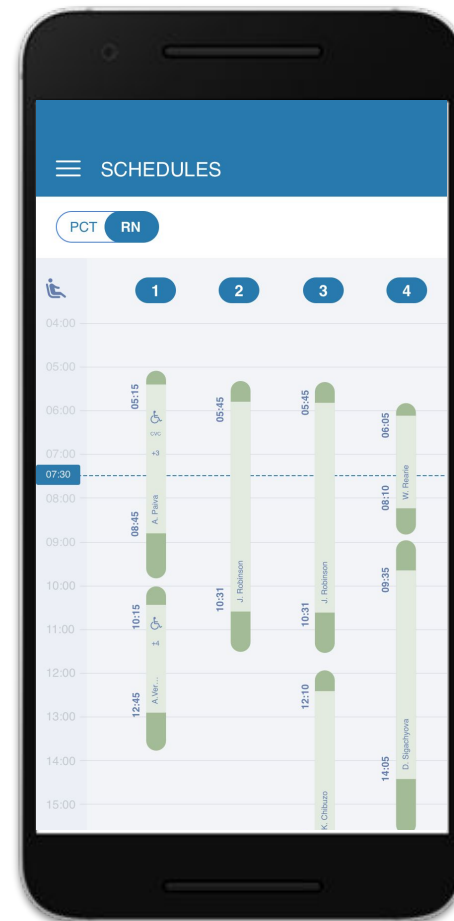 SCHEDULES
PCT RN
1 2 3 4
04:00
05:00
06:00
07:00
07:30
08:00
09:00
10:00
11:00
12:00
13:00
14:00
15:00
05:15
CVC
+3
A. Paiva
08:45
10:15
A.Ver...
12:45
05:45
J. Robinson
10:31
05:45
J. Robinson
10:31
12:10
K. Chibuzo
06:05
W. Rearie
08:10
09:35
D. Sigachyova
14:05